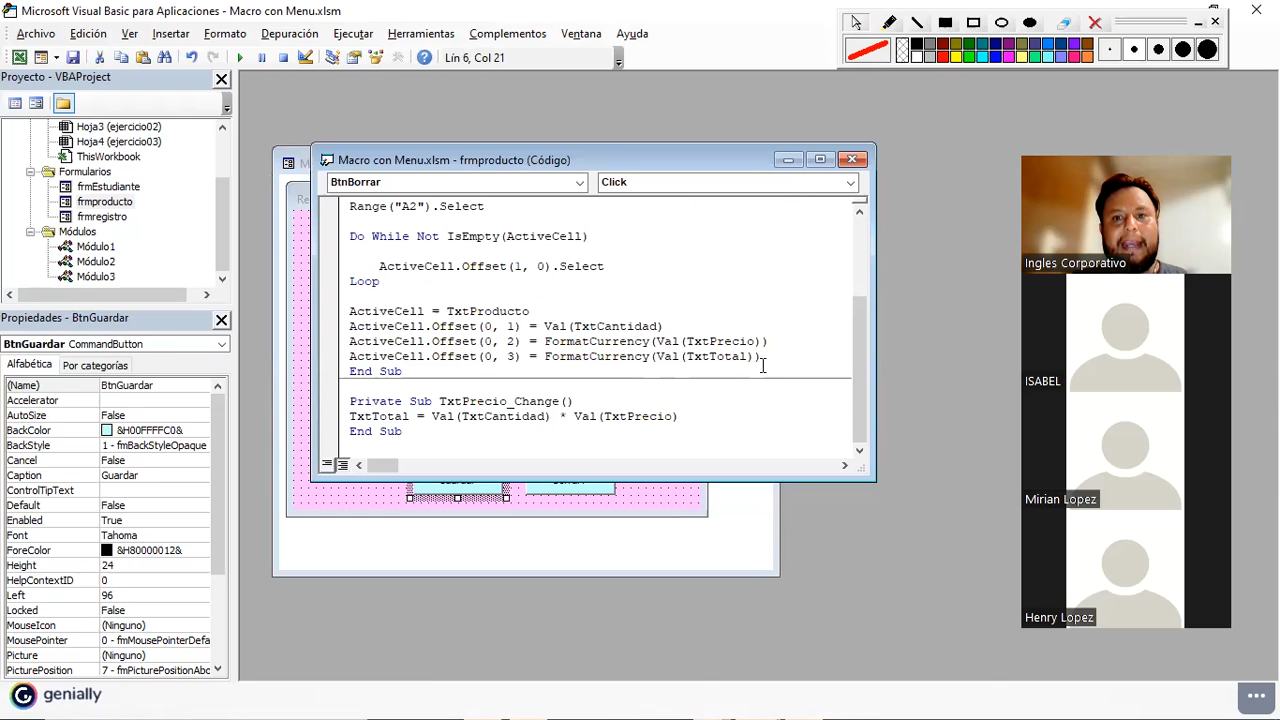 Microsoft Visual Basic para Aplicaciones - Macro con Menu.xlsm
Archivo Edición Ver Insertar Formato Depuración Ejecutar Herramientas Complementos Ventana Ayuda
Lín 6, Col 21
Proyecto - VBAProject
Hoja3 (ejercicio02)
Hoja4 (ejercicio03)
ThisWorkbook
Formularios
frmEstudiante
frmproducto
frmregistro
Módulos
Módulo1
Módulo2
Módulo3
Propiedades - BtnGuardar
BtnGuardar CommandButton
Alfabética Por categorías
(Name) BtnGuardar
Accelerator
AutoSize False
BackColor &H00FFFFC0&
BackStyle 1 - fmBackStyleOpaque
Cancel False
Caption Guardar
ControlTipText
Default False
Enabled True
Font Tahoma
ForeColor &H80000012&
Height 24
HelpContextID 0
Left 96
Locked False
MouseIcon (Ninguno)
MousePointer 0 - fmMousePointerDefa
Picture (Ninguno)
PicturePosition 7 - fmPicturePositionAbo
Macro con Menu.xlsm - frmproducto (Código)
BtnBorrar Click
Range("A2").Select
Do While Not IsEmpty(ActiveCell)
ActiveCell.Offset(1, 0).Select
Loop
ActiveCell = TxtProducto
ActiveCell.Offset(0, 1) = Val(TxtCantidad)
ActiveCell.Offset(0, 2) = FormatCurrency(Val(TxtPrecio))
ActiveCell.Offset(0, 3) = FormatCurrency(Val(TxtTotal))
End Sub
Private Sub TxtPrecio_Change()
TxtTotal = Val(TxtCantidad) * Val(TxtPrecio)
End Sub
Ingles Corporativo
ISABEL
Mirian Lopez
Henry Lopez
genially